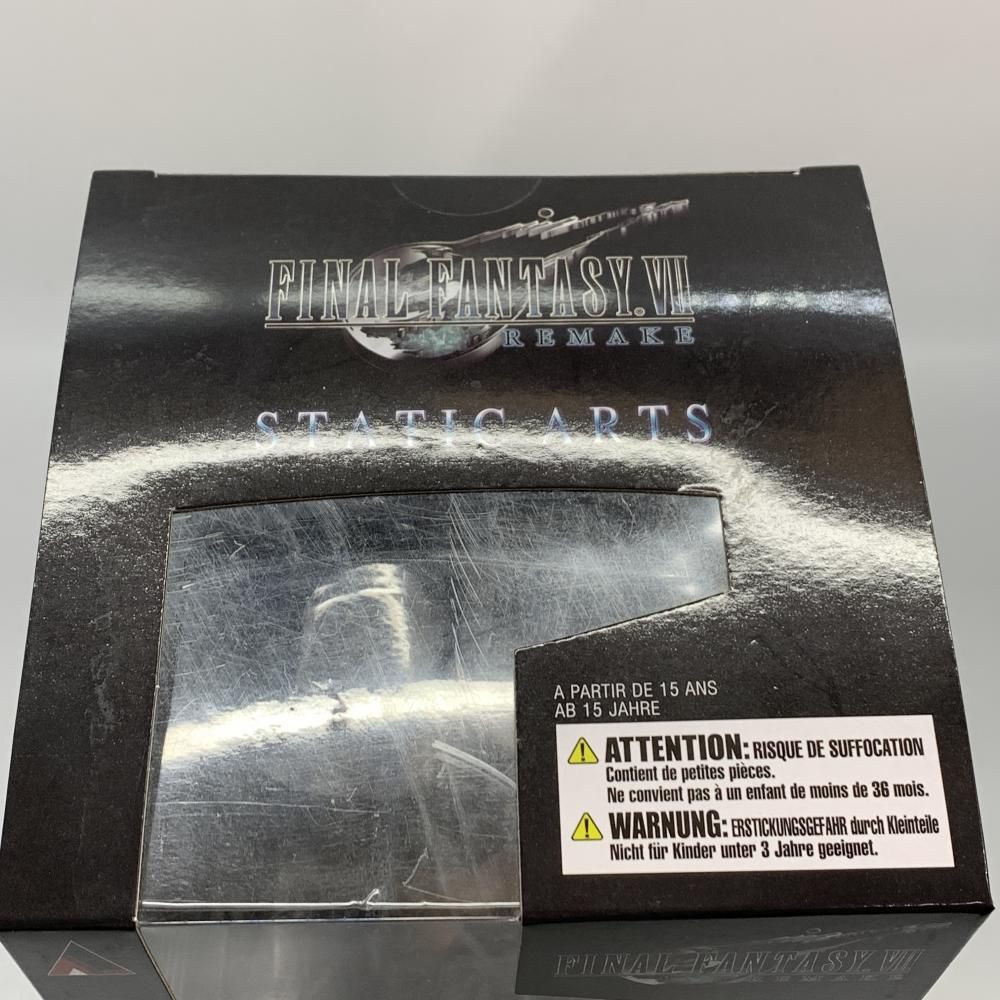 FINAL FANTASY. VII
REMAKE
STATIC ARTS
A PARTIR DE 15 ANS
AB 15 JAHRE
ATTENTION: RISQUE DE SUFFOCATION
Contient de petites pièces.
Ne convient pas à un enfant de moins de 36 mois.
WARNUNG: ERSTICKUNGSGEFAHR durch Kleinteile
Nicht für Kinder unter 3 Jahre geeignet.
FINAL FANTASY. VII
REMAKE